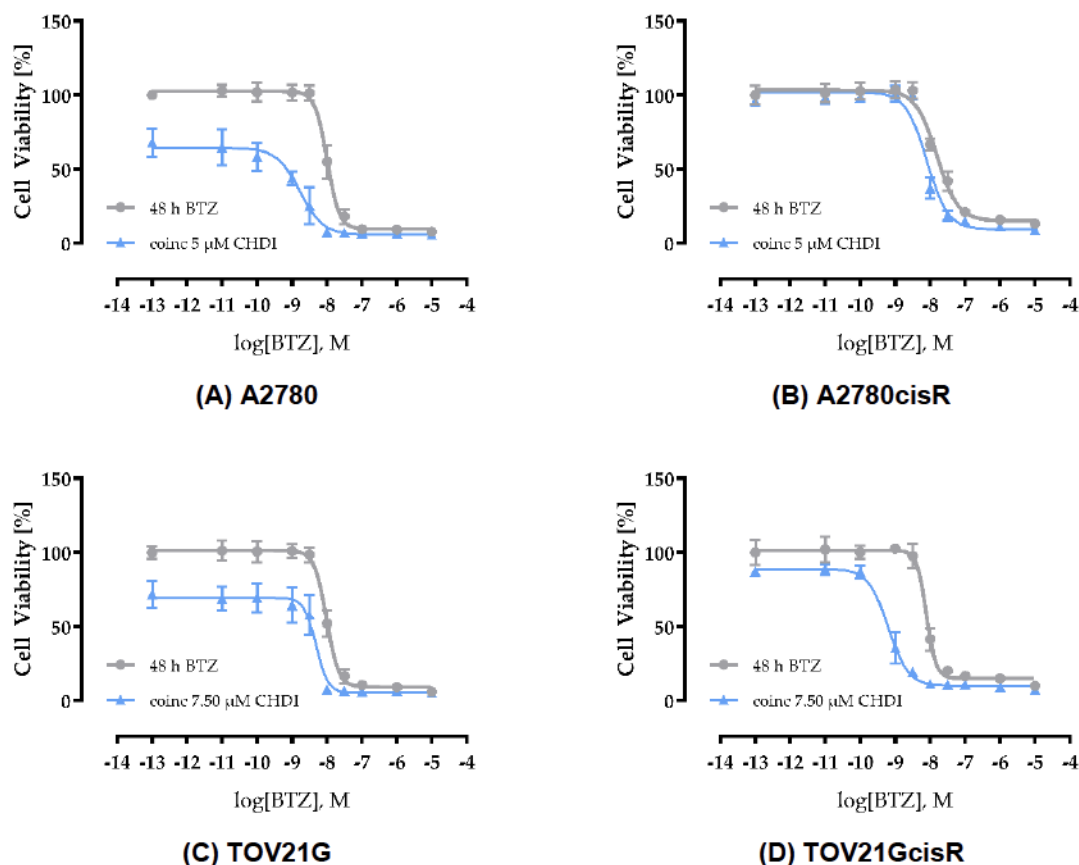 150
100
50
0
Cell Viability [%]
48 h BTZ
coinc 5 µM CHDI
-14 -13 -12 -11 -10 -9 -8 -7 -6 -5 -4
log[BTZ], M
(A) A2780
150
100
50
0
Cell Viability [%]
48 h BTZ
coinc 5 µM CHDI
-14 -13 -12 -11 -10 -9 -8 -7 -6 -5 -4
log[BTZ], M
(B) A2780cisR
150
100
50
0
Cell Viability [%]
48 h BTZ
coinc 7.50 µM CHDI
-14 -13 -12 -11 -10 -9 -8 -7 -6 -5 -4
log[BTZ], M
(C) TOV21G
150
100
50
0
Cell Viability [%]
48 h BTZ
coinc 7.50 µM CHDI
-14 -13 -12 -11 -10 -9 -8 -7 -6 -5 -4
log[BTZ], M
(D) TOV21GcisR